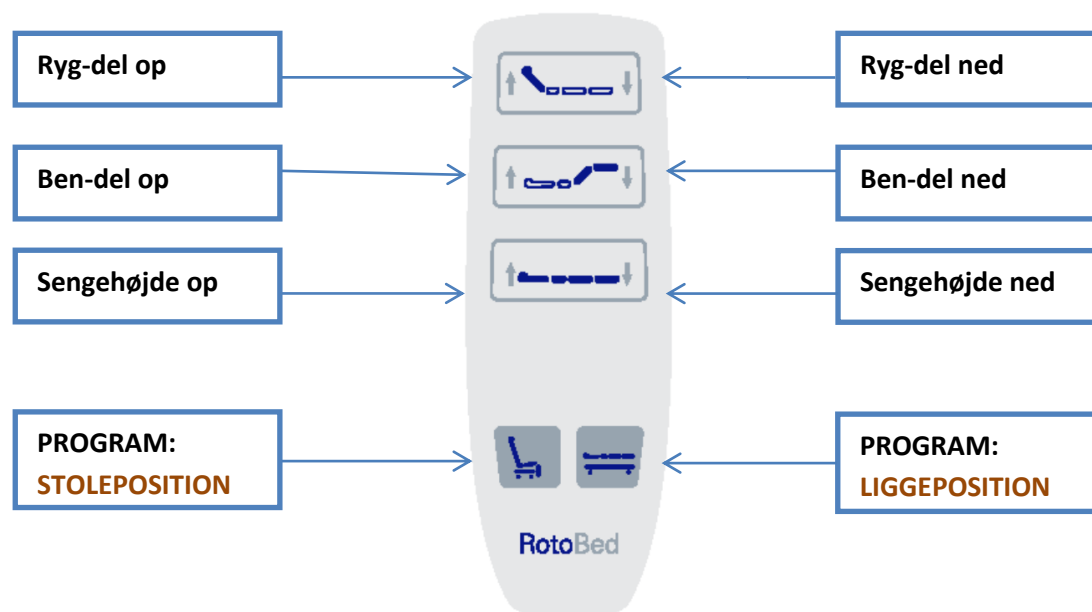 Ryg-del op
Ryg-del ned
Ben-del op
Ben-del ned
Sengehøjde op
Sengehøjde ned
PROGRAM:
STOLEPOSITION
PROGRAM:
LIGGEPOSITION
RotoBed